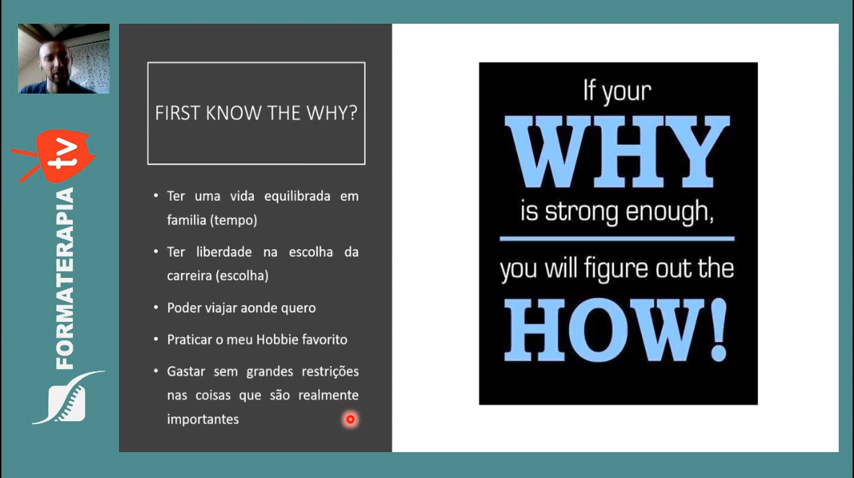 FIRST KNOW THE WHY?
• Ter uma vida equilibrada em
familia (tempo)
• Ter liberdade na escolha da
carreira (escolha)
• Poder viajar aonde quero
• Praticar o meu Hobbie favorito
• Gastar sem grandes restrições
nas coisas que são realmente
importantes
If your
WHY
is strong enough,
you will figure out the
HOW!
FORMATERAPIA tv